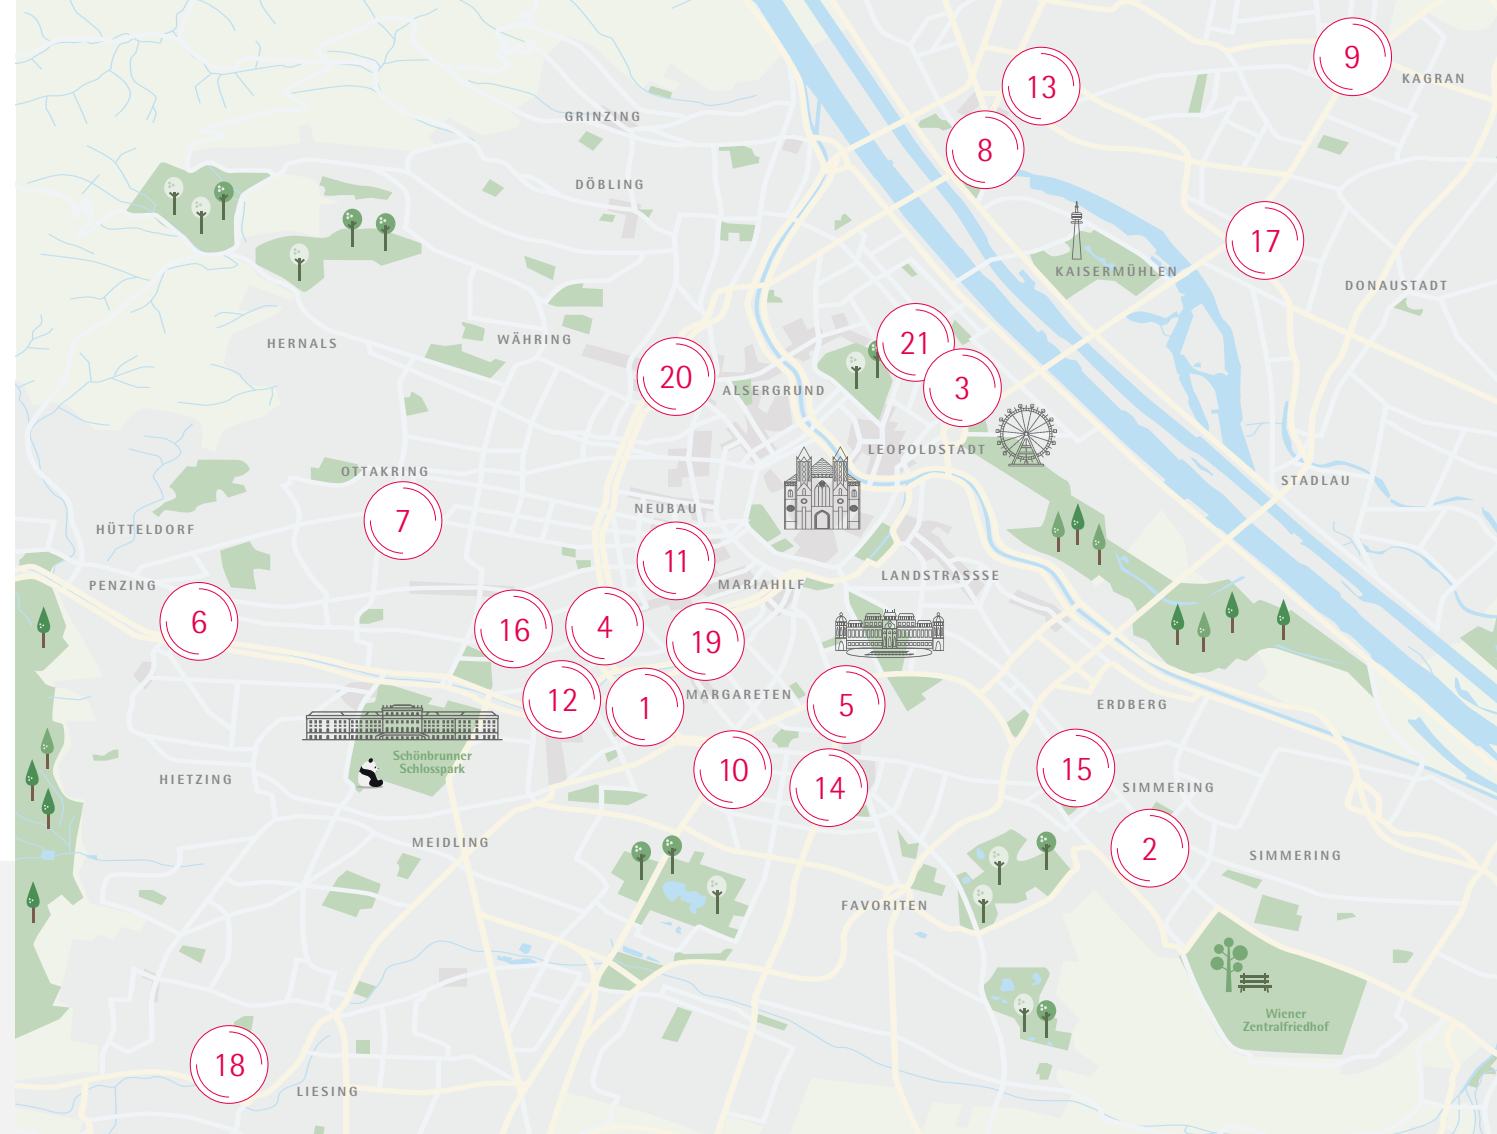 9
KAGRAN
13
GRINZING
8
DÖBLING
17
KAISERMÜHLEN
DONAUSTADT
HERNALS
WÄHRING
21
20
ALSERGRUND
3
LEOPOLDSTADT
OTTAKRING
STADLAU
NEUBAU
7
HÜTTELDORF
11
MARIAHILF
LANDSTRASSSE
PENZING
6
16
4
19
MARGARETEN
12
1
5
ERDBERG
Schönbrunner
Schlosspark
10
15
HIETZING
14
SIMMERING
MEIDLING
2
SIMMERING
FAVORITEN
Wiener
Zentralfriedhof
18
LIESING